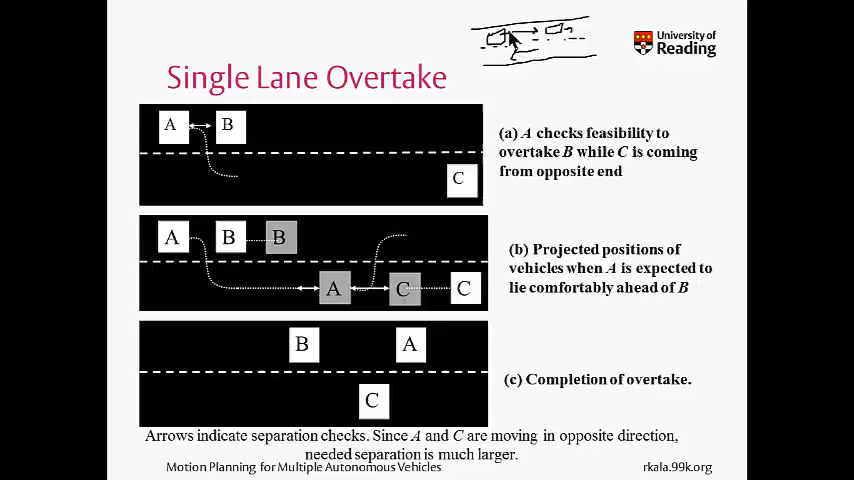 University of
Reading
Single Lane Overtake
A B
C
(a) A checks feasibility to
overtake B while C is coming
from opposite end
A B B
A C C
(b) Projected positions of
vehicles when A is expected to
lie comfortably ahead of B
B A
C
(c) Completion of overtake.
Arrows indicate separation checks. Since A and C are moving in opposite direction,
needed separation is much larger.
Motion Planning for Multiple Autonomous Vehicles
rkala.99k.org